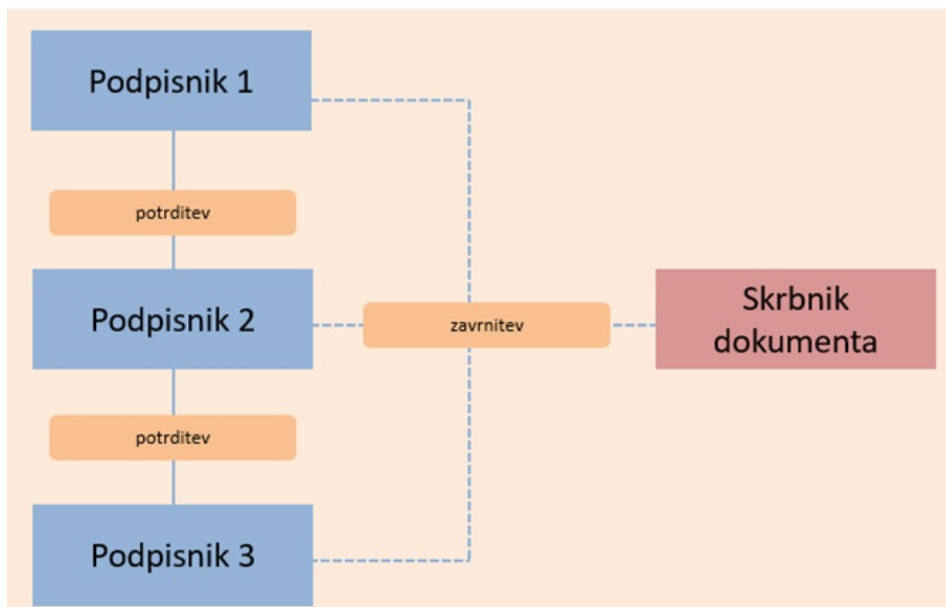 Podpisnik 1
potrditev
Podpisnik 2
zavrnitev
Skrbnik
dokumenta
potrditev
Podpisnik 3